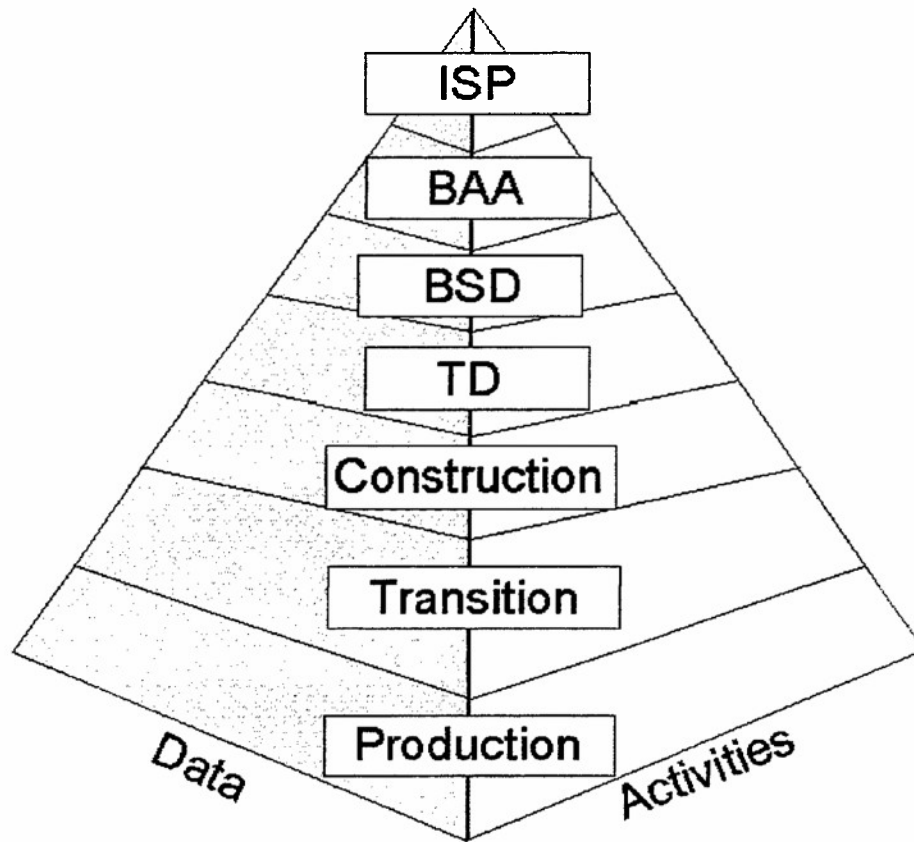 ISP
BAA
BSD
TD
Construction
Transition
Production
Data
Activities